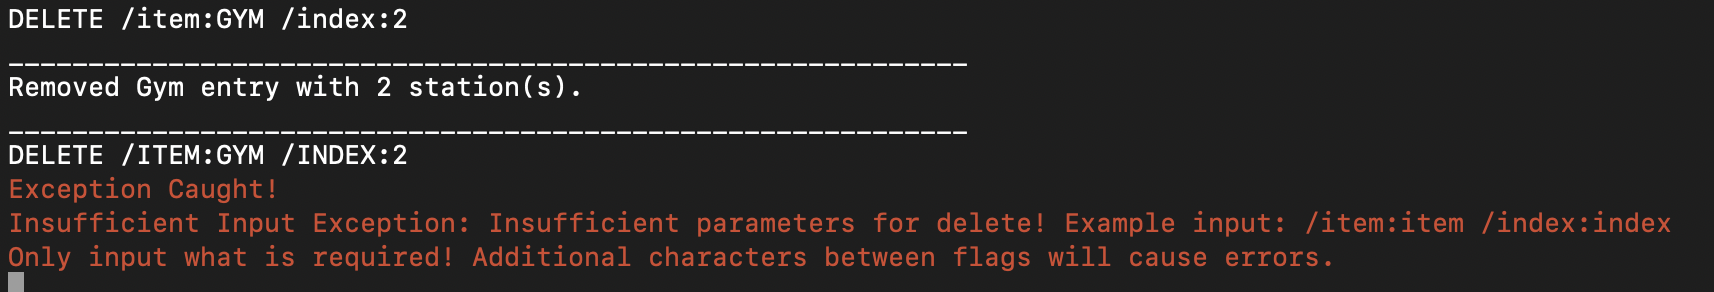 DELETE /item:GYM /index:2
____________________________________________________________
Removed Gym entry with 2 station(s).
____________________________________________________________
DELETE /ITEM:GYM /INDEX:2
Exception Caught!
Insufficient Input Exception: Insufficient parameters for delete! Example input: /item:item /index:index
Only input what is required! Additional characters between flags will cause errors.